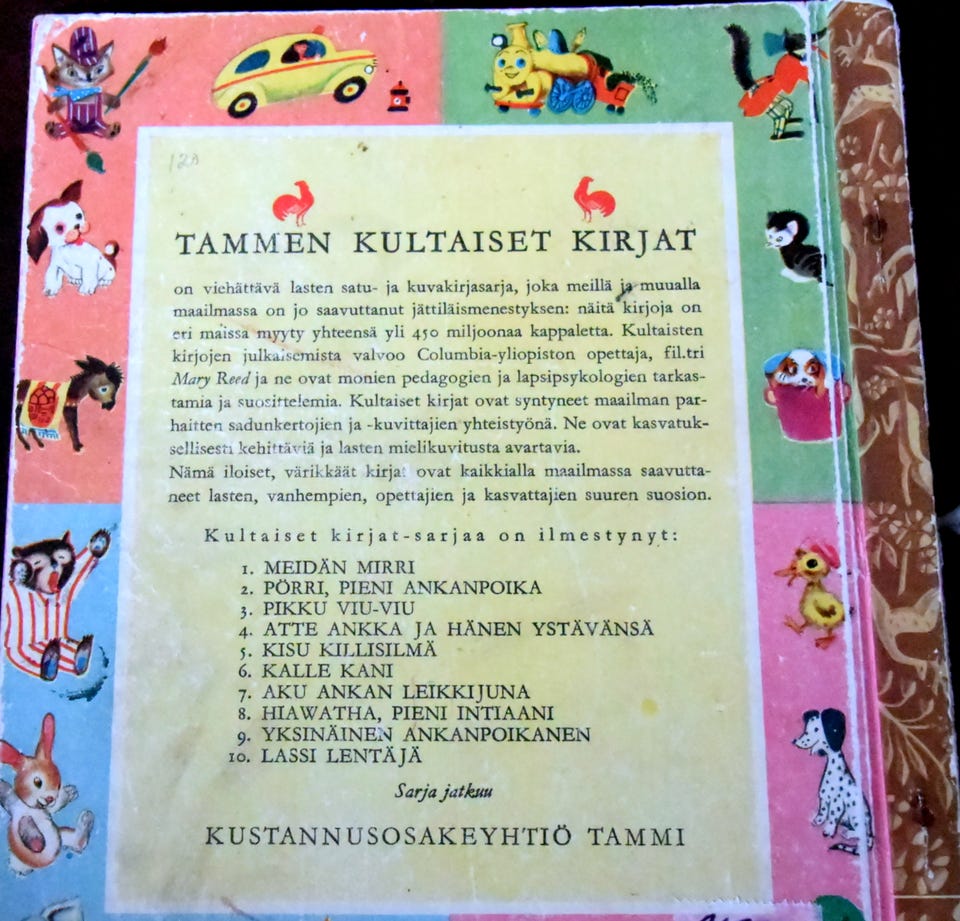 128
TAMMEN KULTAISET KIRJAT
on viehättävä lasten satu- ja kuvakirjasarja, joka meillä ja muualla
maailmassa on jo saavuttanut jättiläismenestyksen: näitä kirjoja on
eri maissa myyty yhteensä yli 450 miljoonaa kappaletta. Kultaisten
kirjojen julkaisemista valvoo Columbia-yliopiston opettaja, fil.tri
Mary Reed ja ne ovat monien pedagogien ja lapsipsykologien tarkas-
tamia ja suosittelemia. Kultaiset kirjat ovat syntyneet maailman par-
haitten sadunkertojien ja -kuvittajien yhteistyönä. Ne ovat kasvatuk-
sellisesti kehittäviä ja lasten mielikuvitusta avartavia.
Nämä iloiset, värikkäät kirjat ovat kaikkialla maailmassa saavutta-
neet lasten, vanhempien, opettajien ja kasvattajien suuren suosion.
Kultaiset kirjat-sarjaa on ilmestynyt:
1. MEIDÄN MIRRI
2. PÖRRI, PIENI ANKANPOIKA
3. PIKKU VIU-VIU
4. ATTE ANKKA JA HÄNEN YSTÄVÄNSÄ
5. KISU KILLISILMÄ
6. KALLE KANI
7. AKU ANKAN LEIKKIJUNA
8. HIAWATHA, PIENI INTIAANI
9. YKSINÄINEN ANKANPOIKANEN
10. LASSI LENTÄJÄ
Sarja jatkuu
KUSTANNUSOSAKEYHTIÖ TAMMI